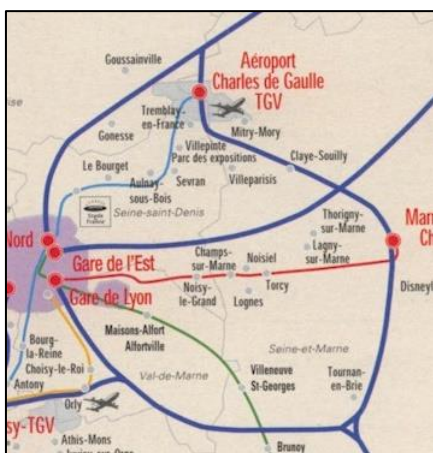 Goussainville
Aéroport
Charles de Gaulle
TGV
Tremblay-
en-France
Gonesse
Mitry-Mory
Villepinte
Parc des expositions
Claye-Souilly
Le Bourget
Aulnay-
sous-Bois
Sevran
Villeparisis
Seine-saint-Denis
Thorigny-
sur-Marne
Mar
Ch
Nord
Lagny-
sur-Marne
Gare de l'Est
Champs-
sur-Marne
Noisiel
Gare de Lyon
Noisy-
le-Grand
Torcy
Lognes
Disney
Maisons-Alfort
Alfortville
Bourg-
la-Reine
Seine-et-Marne
Choisy-le-Roi
Villeneuve
St-Georges
Tournan-
en-Brie
Antony
Val-de-Marne
Orly
sy-TGV
Athis-Mons
Brunoy